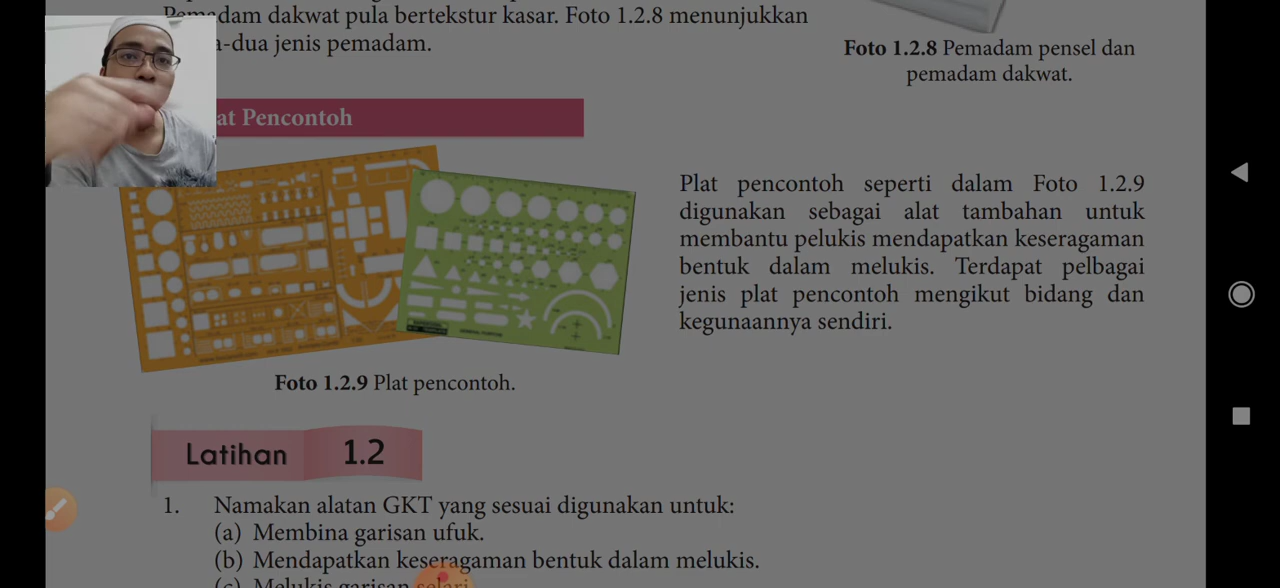 dam dakwat pula bertekstur kasar. Foto 1.2.8 menunjukkan
a-dua jenis pemadam.
Foto 1.2.8 Pemadam pensel dan
pemadam dakwat.
at Pencontoh
Plat pencontoh seperti dalam Foto 1.2.9
digunakan sebagai alat tambahan untuk
membantu pelukis mendapatkan keseragaman
bentuk dalam melukis. Terdapat pelbagai
jenis plat pencontoh mengikut bidang dan
kegunaannya sendiri.
Foto 1.2.9 Plat pencontoh.
Latihan 1.2
1. Namakan alatan GKT yang sesuai digunakan untuk:
(a) Membina garisan ufuk.
(b) Mendapatkan keseragaman bentuk dalam melukis.
(c) Melukis garisan selari